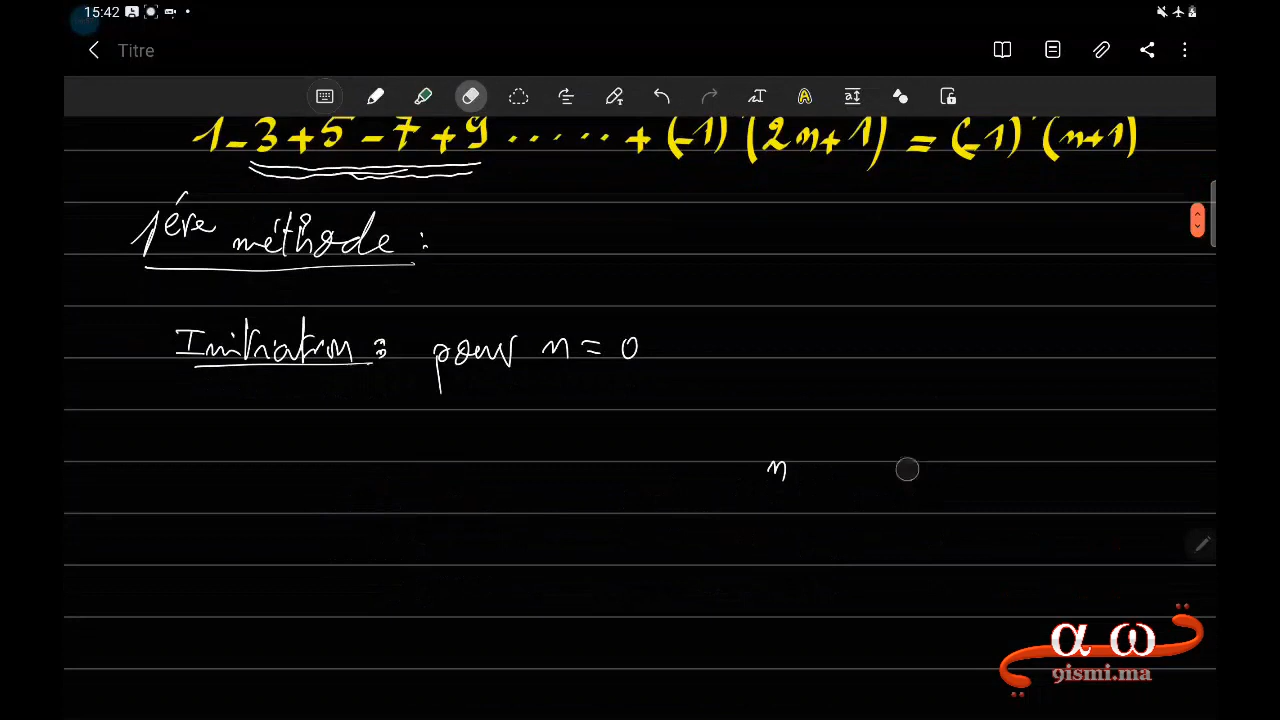 15:42
Titre
1-3+5-7+9.....+(-1)ⁿ(2n+1)=(-1)ⁿ(n+1)
1ére méthode :
Initiation : pour n=0
n
α ω
9ismi.ma